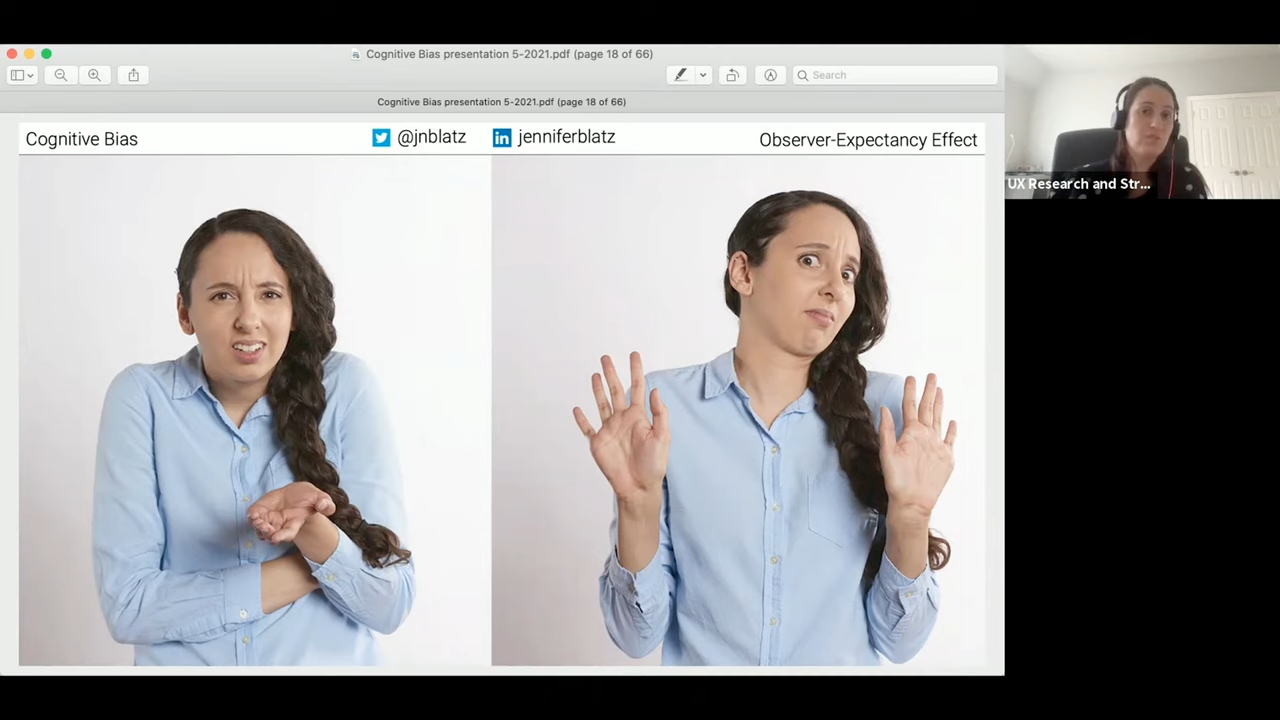 Cognitive Bias presentation 5-2021.pdf (page 18 of 66)
Search
Cognitive Bias presentation 5-2021.pdf (page 18 of 66)
Cognitive Bias
@jnblatz
jenniferblatz
Observer-Expectancy Effect
UX Research and Str...